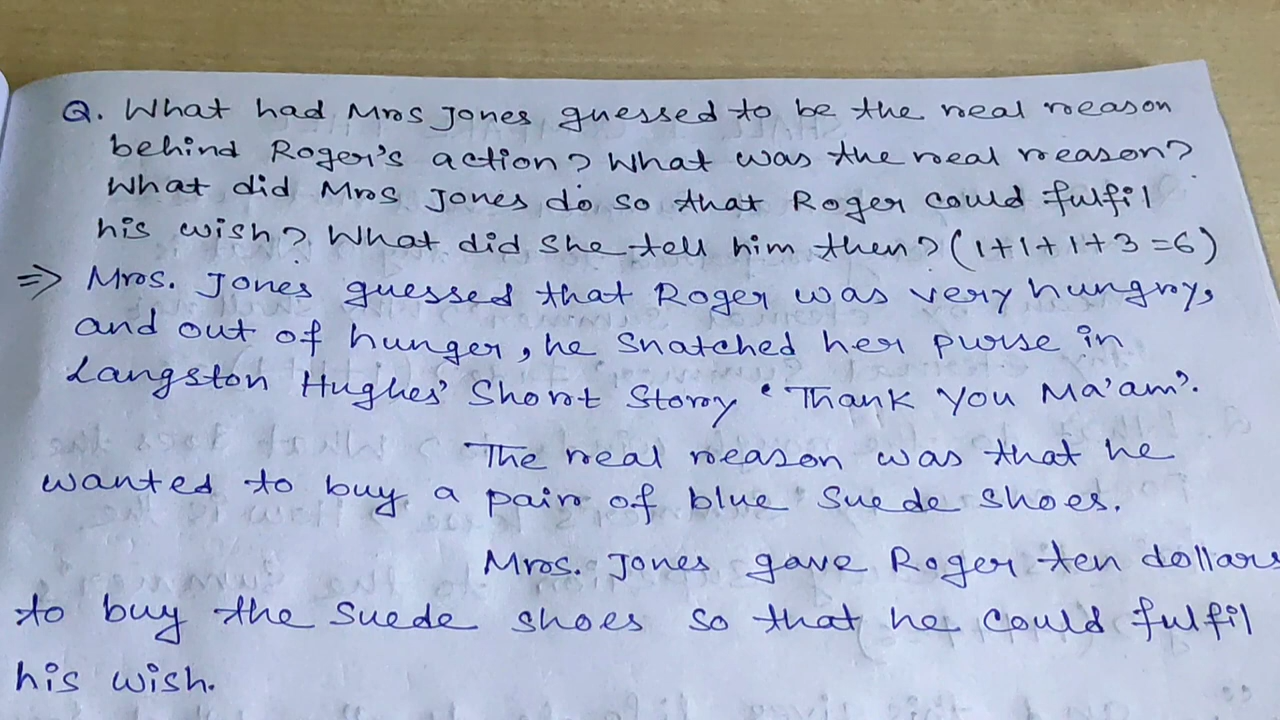 Q. What had Mrs Jones guessed to be the real reason
behind Roger's action? What was the real reason?
What did Mrs Jones do so that Roger could fulfil
his wish? What did she tell him then? (1+1+1+3=6)
⇒ Mrs. Jones guessed that Roger was very hungry,
and out of hunger, he snatched her purse in
Langston Hughes' Short Story 'Thank You Ma'am'.
The real reason was that he
wanted to buy a pair of blue suede shoes.
Mrs. Jones gave Roger ten dollars
to buy the suede shoes so that he could fulfil
his wish.